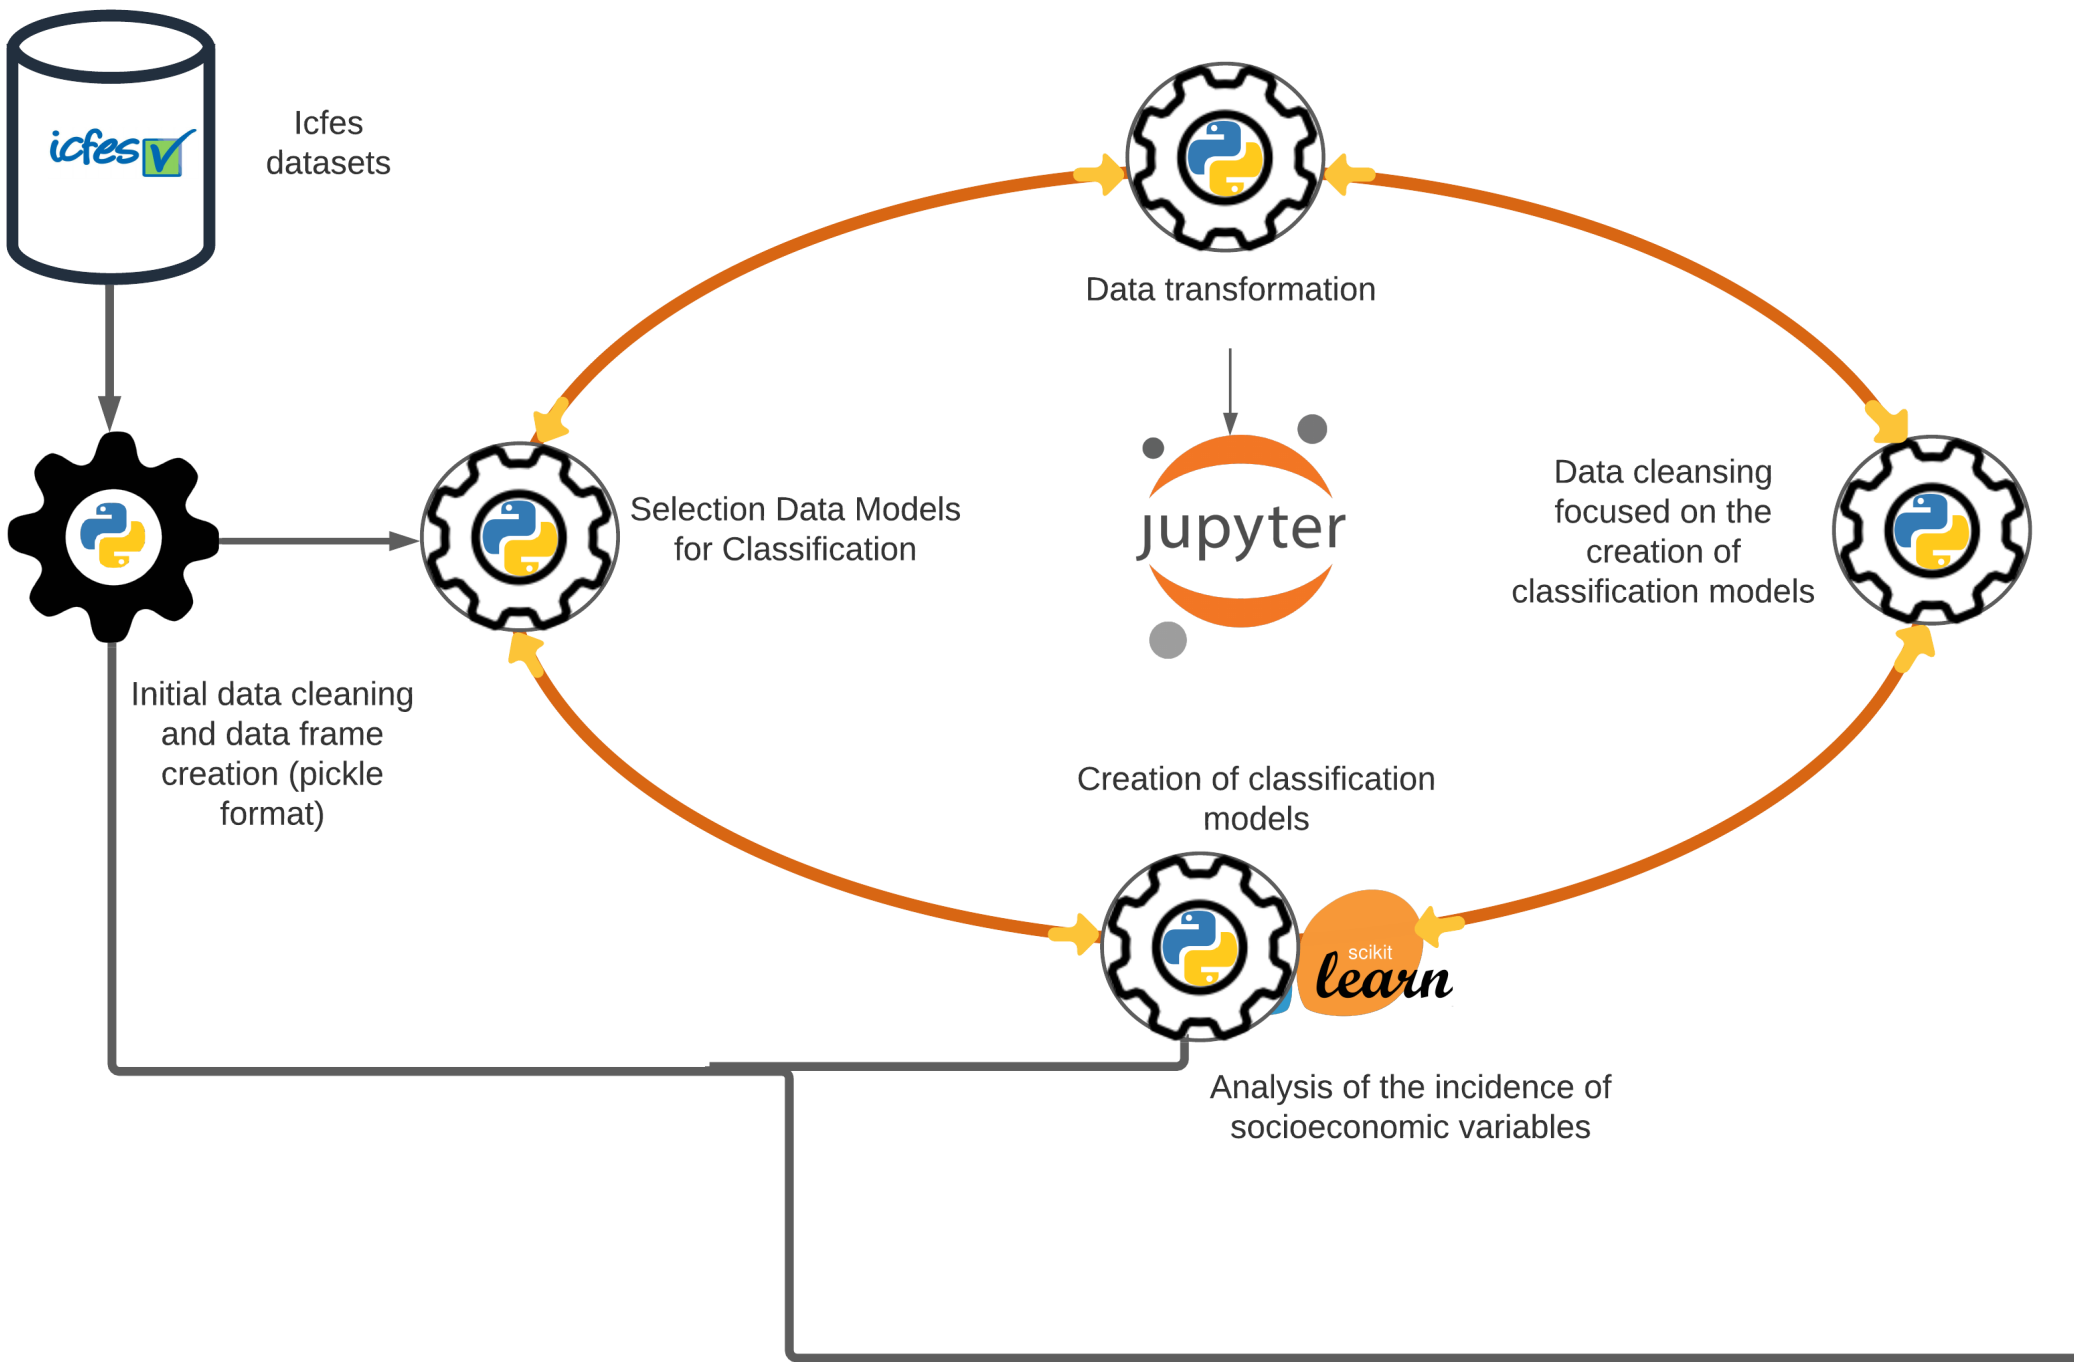 icfes
Icfes
datasets
Data transformation
Selection Data Models
for Classification
jupyter
Data cleansing
focused on the
creation of
classification models
Initial data cleaning
and data frame
creation (pickle
format)
Creation of classification
models
scikit
learn
Analysis of the incidence of
socioeconomic variables